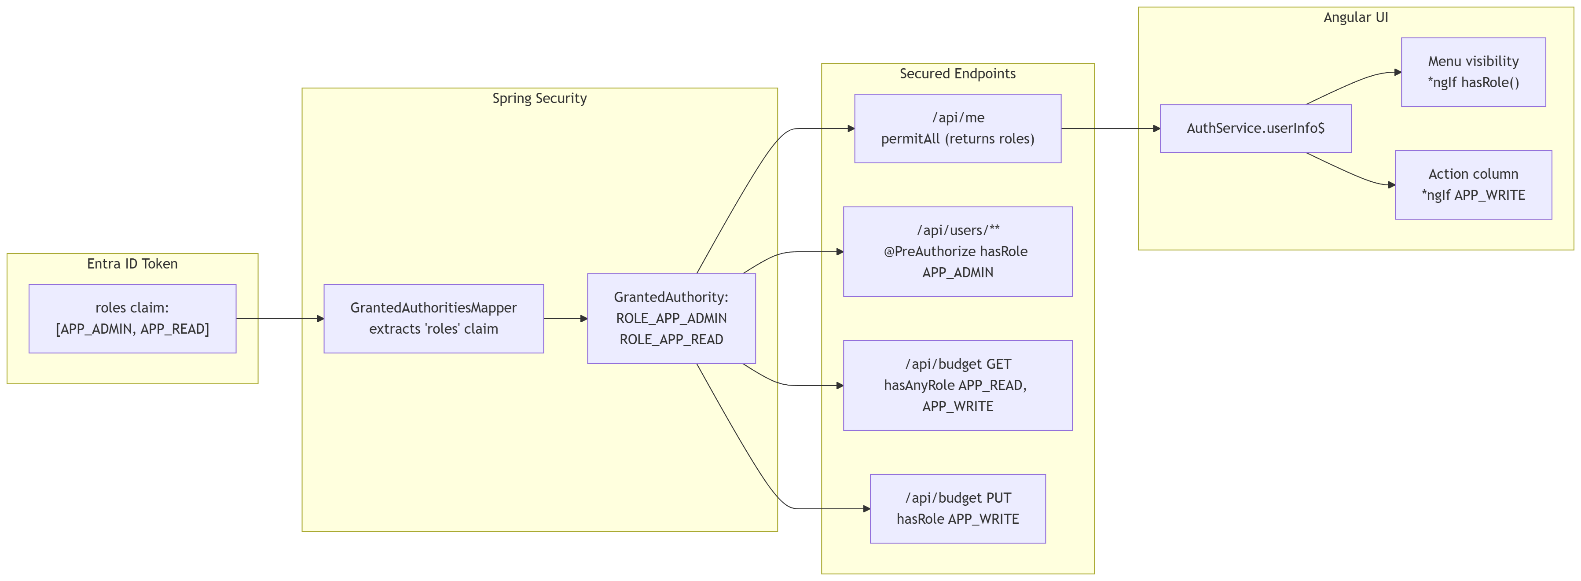 Entra ID Token
roles claim:
[APP_ADMIN, APP_READ]
Spring Security
GrantedAuthoritiesMapper
extracts 'roles' claim
GrantedAuthority:
ROLE_APP_ADMIN
ROLE_APP_READ
Secured Endpoints
/api/me
permitAll (returns roles)
/api/users/**
@PreAuthorize hasRole
APP_ADMIN
/api/budget GET
hasAnyRole APP_READ,
APP_WRITE
/api/budget PUT
hasRole APP_WRITE
Angular UI
AuthService.userInfo$
Menu visibility
*ngIf hasRole()
Action column
*ngIf APP_WRITE